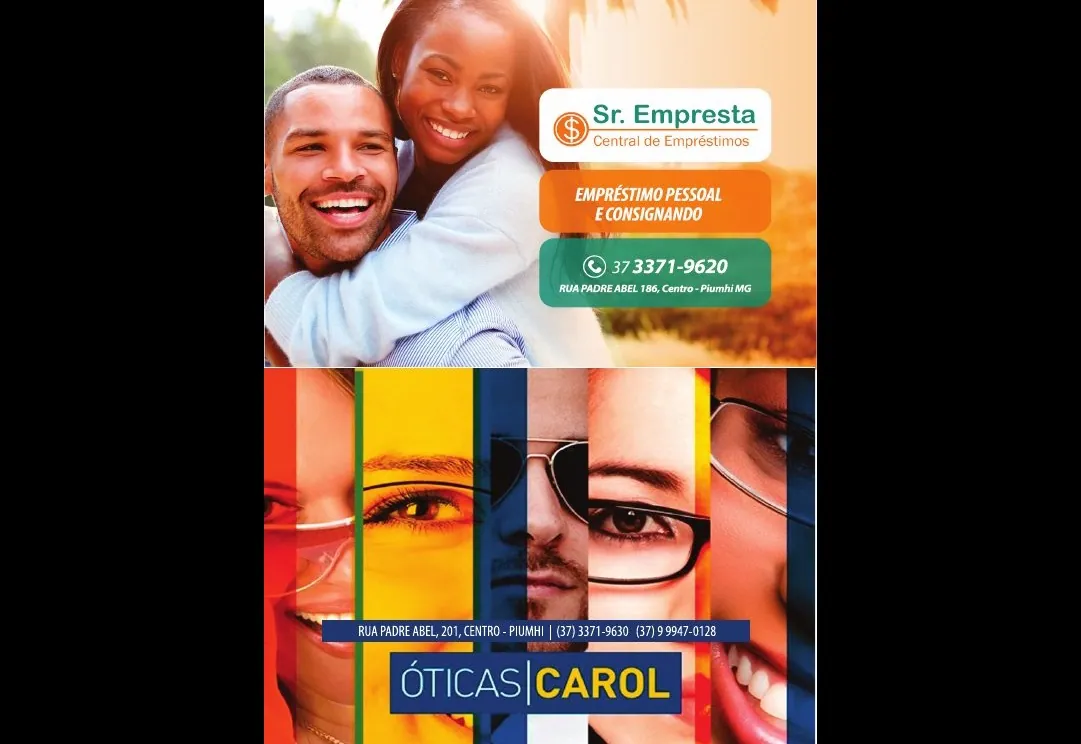 Sr. Empresta
Central de Empréstimos
EMPRÉSTIMO PESSOAL
E CONSIGNANDO
37 3371-9620
RUA PADRE ABEL 186, Centro - Piumhi MG
RUA PADRE ABEL, 201, CENTRO - PIUMHI | (37) 3371-9630 (37) 9 9947-0128
ÓTICAS|CAROL